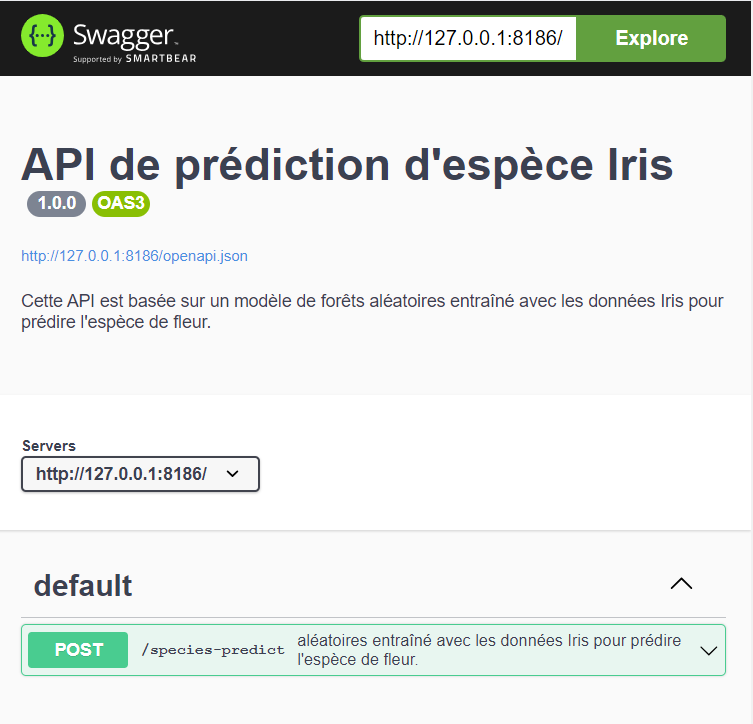 Swagger
Supported by SMARTBEAR
http://127.0.0.1:8186/
Explore
API de prédiction d'espèce Iris
1.0.0 OAS3
http://127.0.0.1:8186/openapi.json
Cette API est basée sur un modèle de forêts aléatoires entraîné avec les données Iris pour
prédire l'espèce de fleur.
Servers
http://127.0.0.1:8186/
default
POST /species-predict
aléatoires entraîné avec les données Iris pour prédire
l'espèce de fleur.